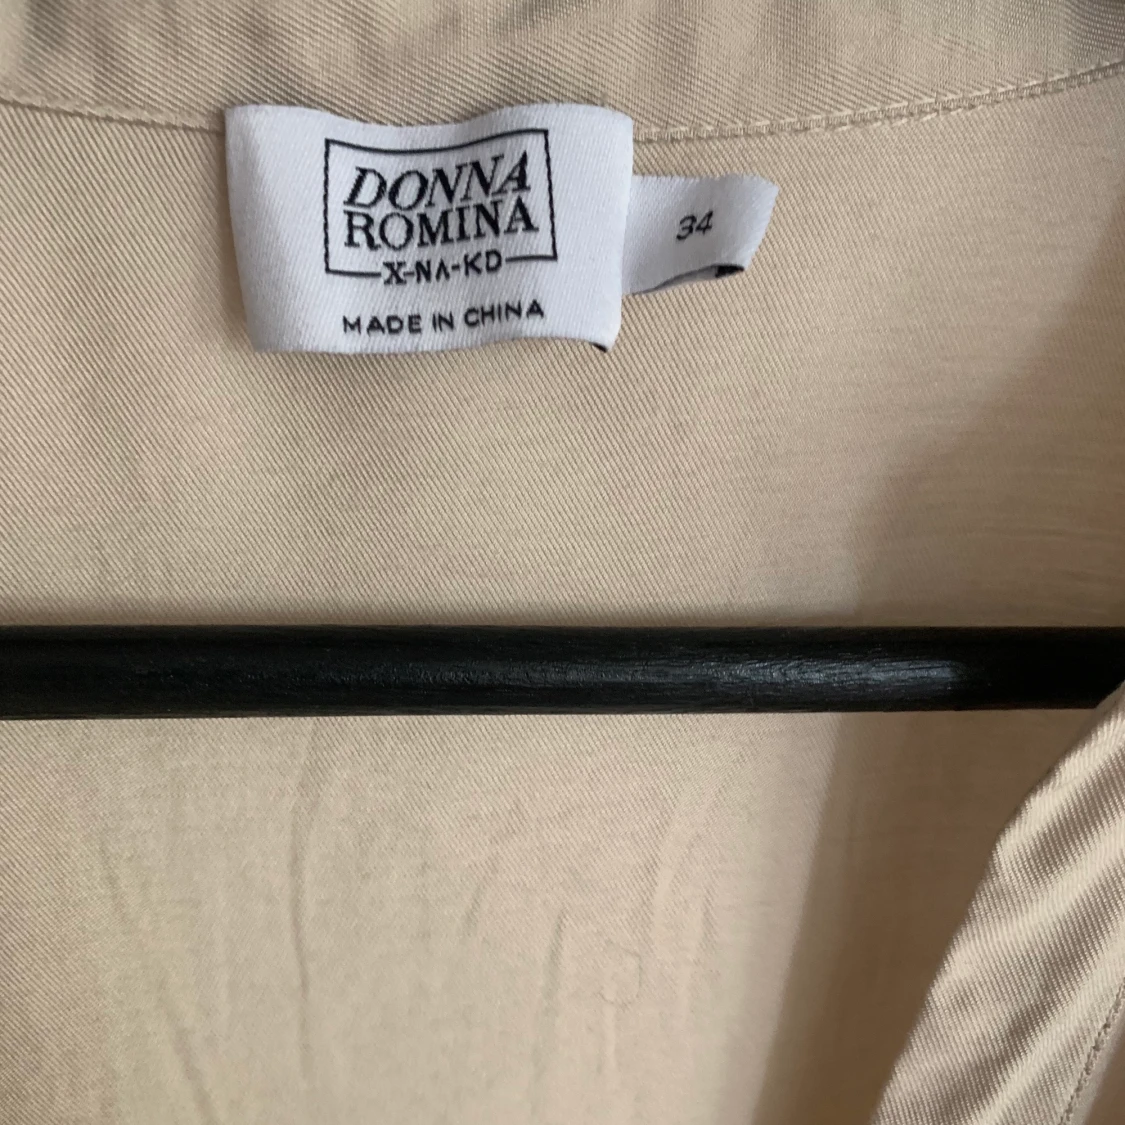 DONNA
ROMINA
X-NA-KD
MADE IN CHINA
34